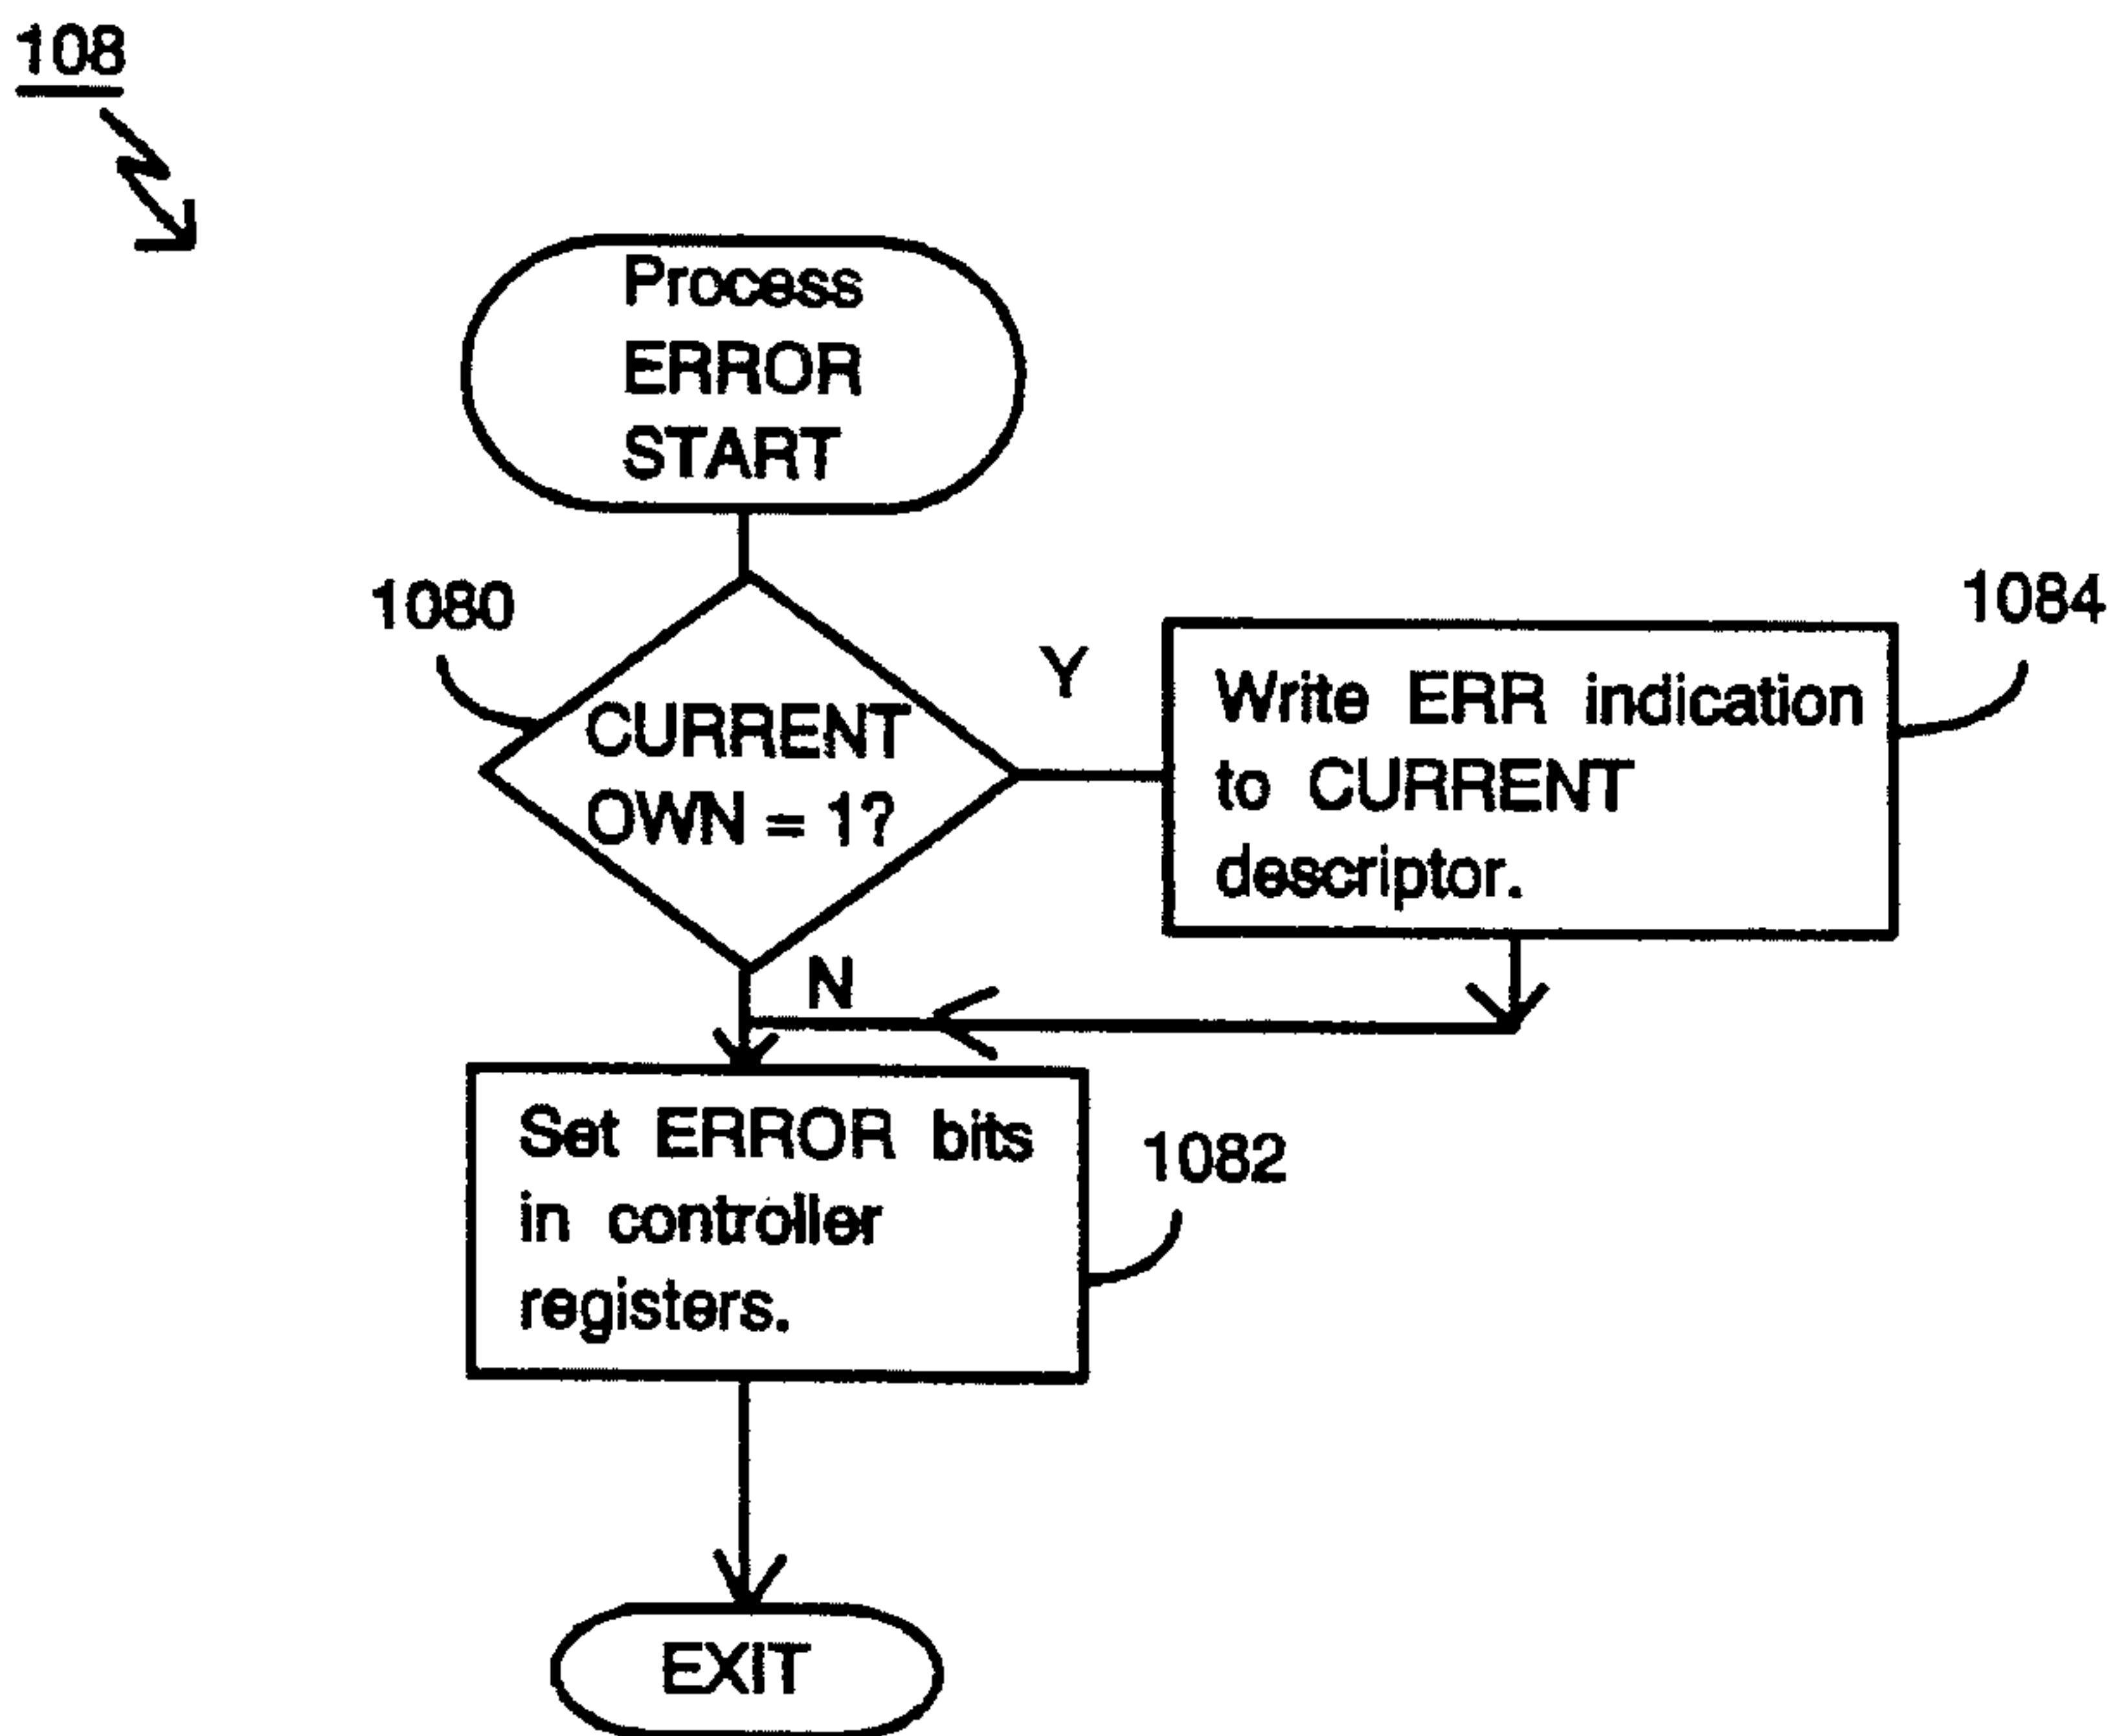 108
Process
ERROR
START
1080
CURRENT
OWN = 1?
Y
1084
Write ERR indication
to CURRENT
descriptor.
N
Set ERROR bits
in controller
registers.
1082
EXIT